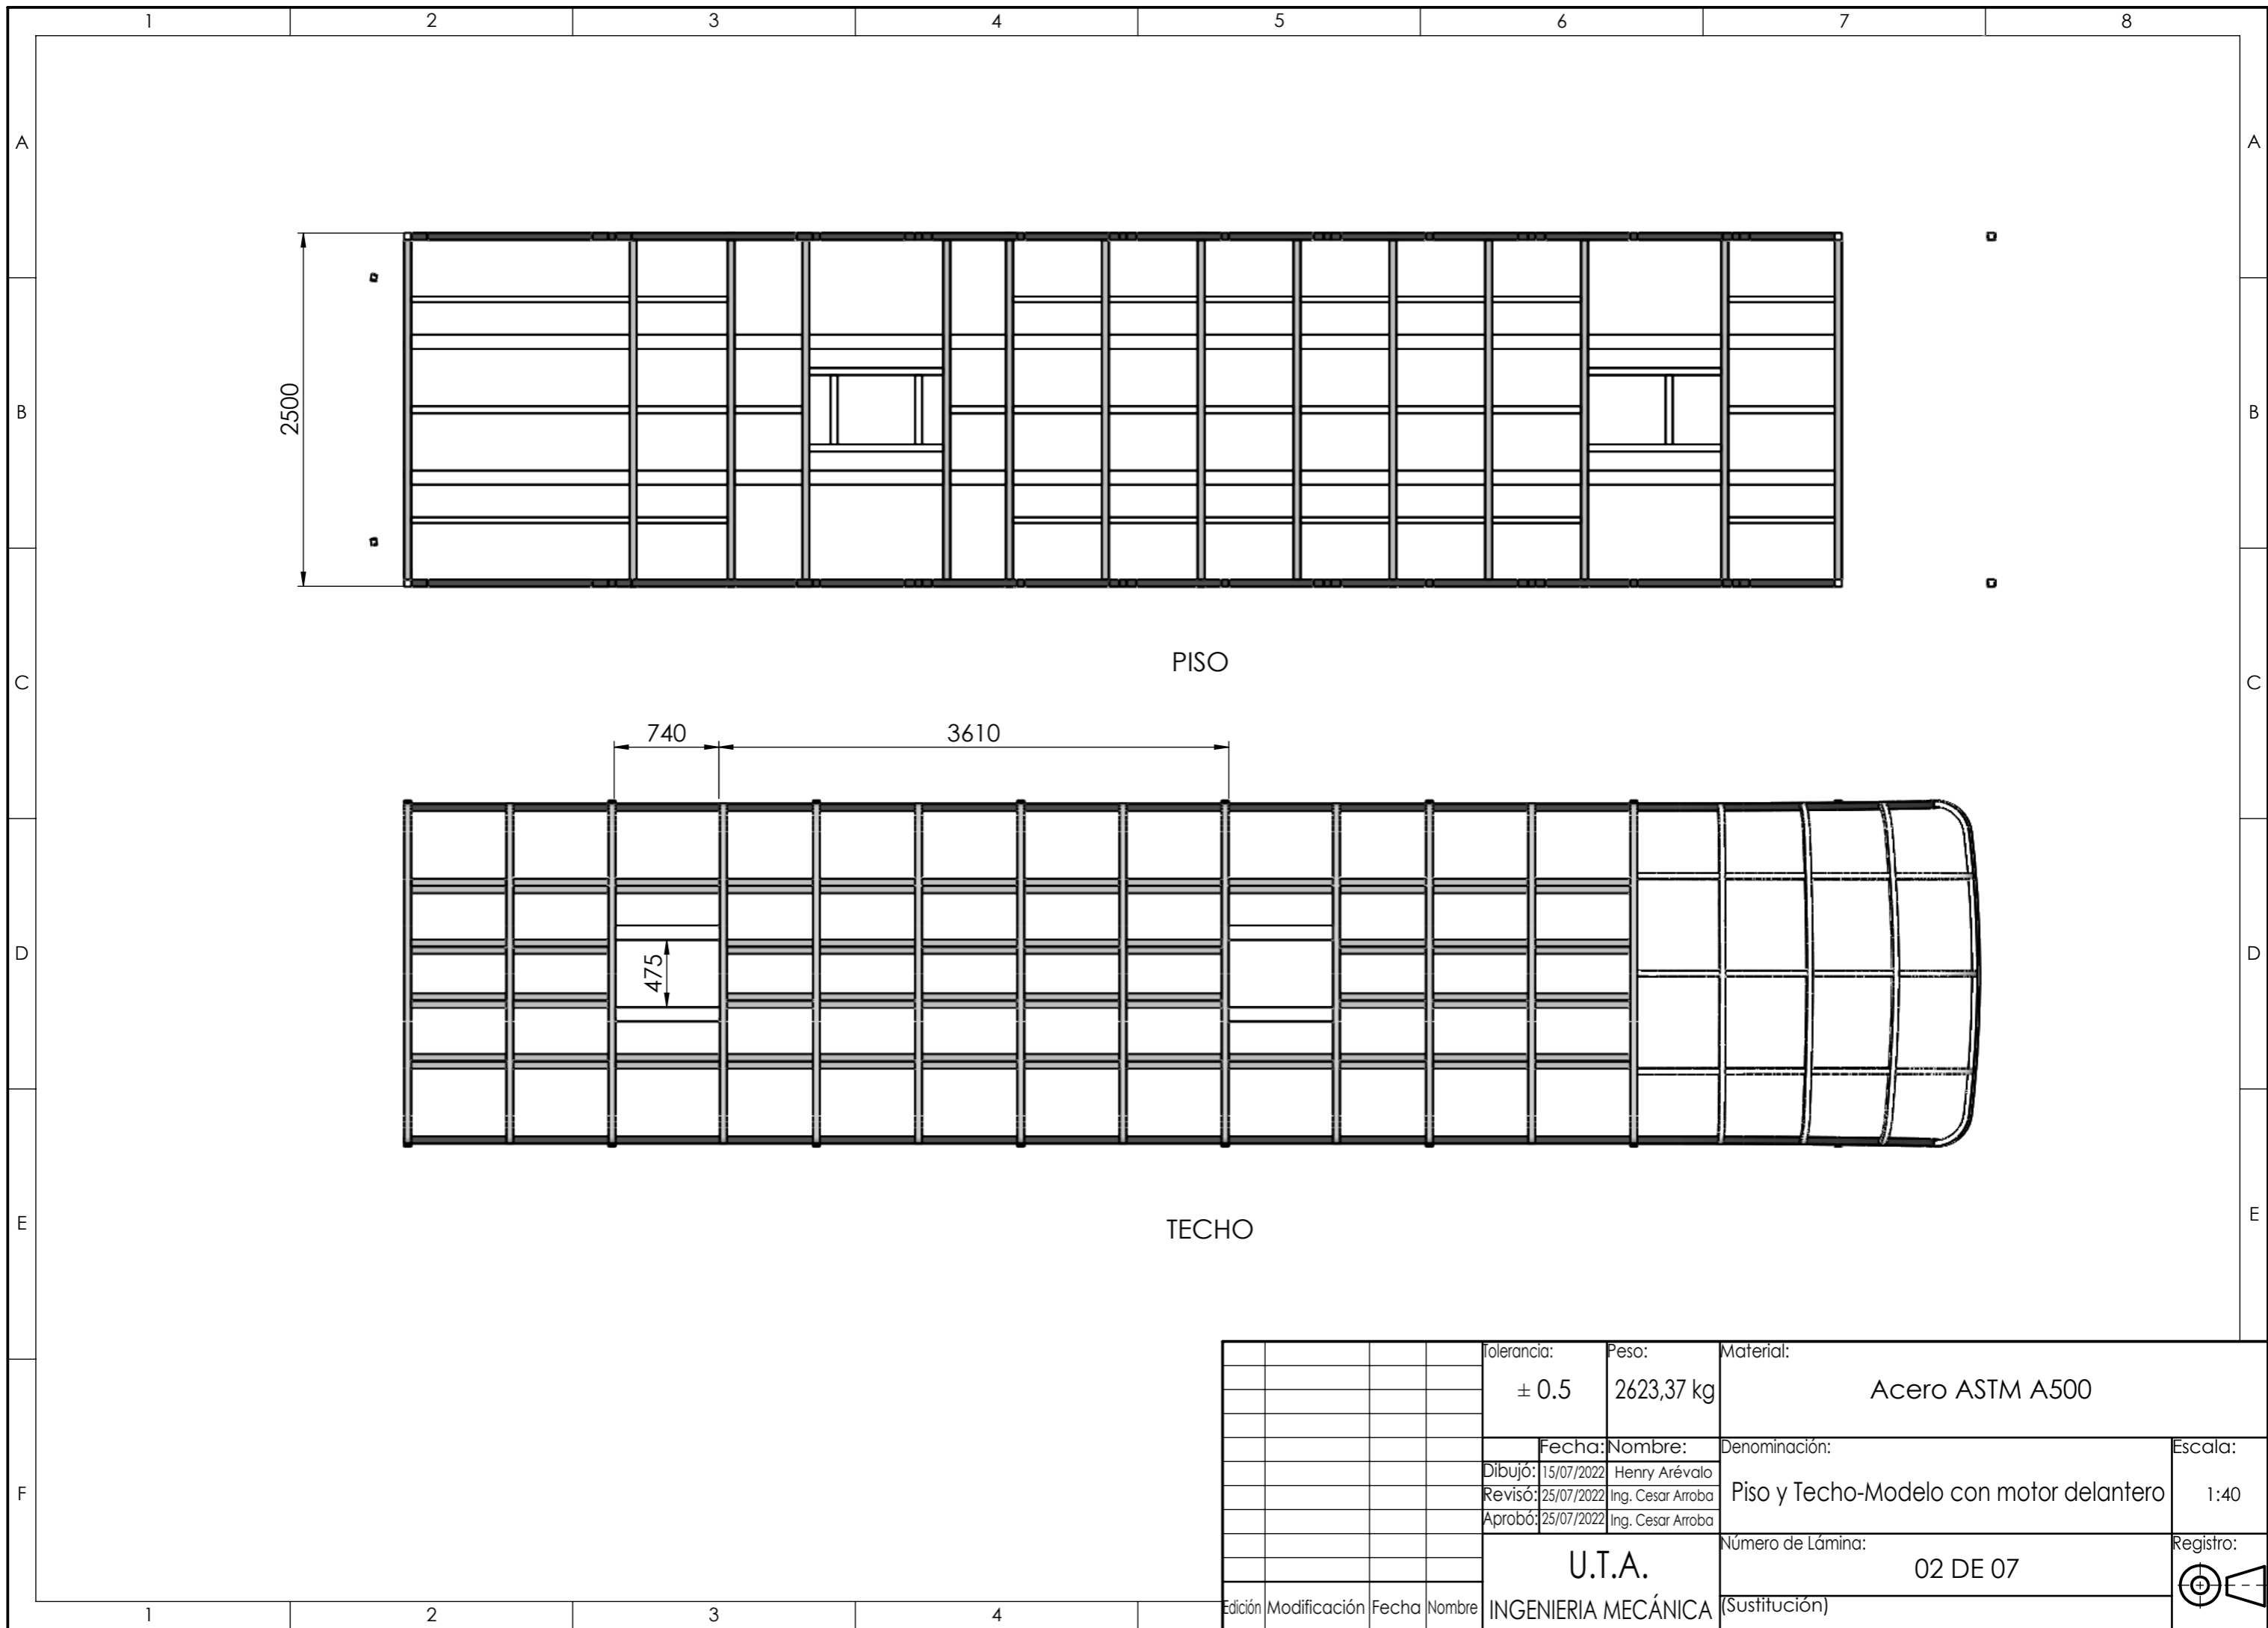 1 2 3 4 5 6 7 8
A A
2500
B B
PISO
C C
740 3610
475
D D
TECHO
E E
Tolerancia: Peso: Material:
± 0.5 2623,37 kg Acero ASTM A500
Fecha: Nombre: Denominación: Escala:
Dibujó: 15/07/2022 Henry Arévalo
Revisó: 25/07/2022 Ing. Cesar Arroba Piso y Techo-Modelo con motor delantero 1:40
Aprobó: 25/07/2022 Ing. Cesar Arroba
F
U.T.A. Número de Lámina: Registro:
02 DE 07
Edición Modificación Fecha Nombre INGENIERIA MECÁNICA (Sustitución)
1 2 3 4